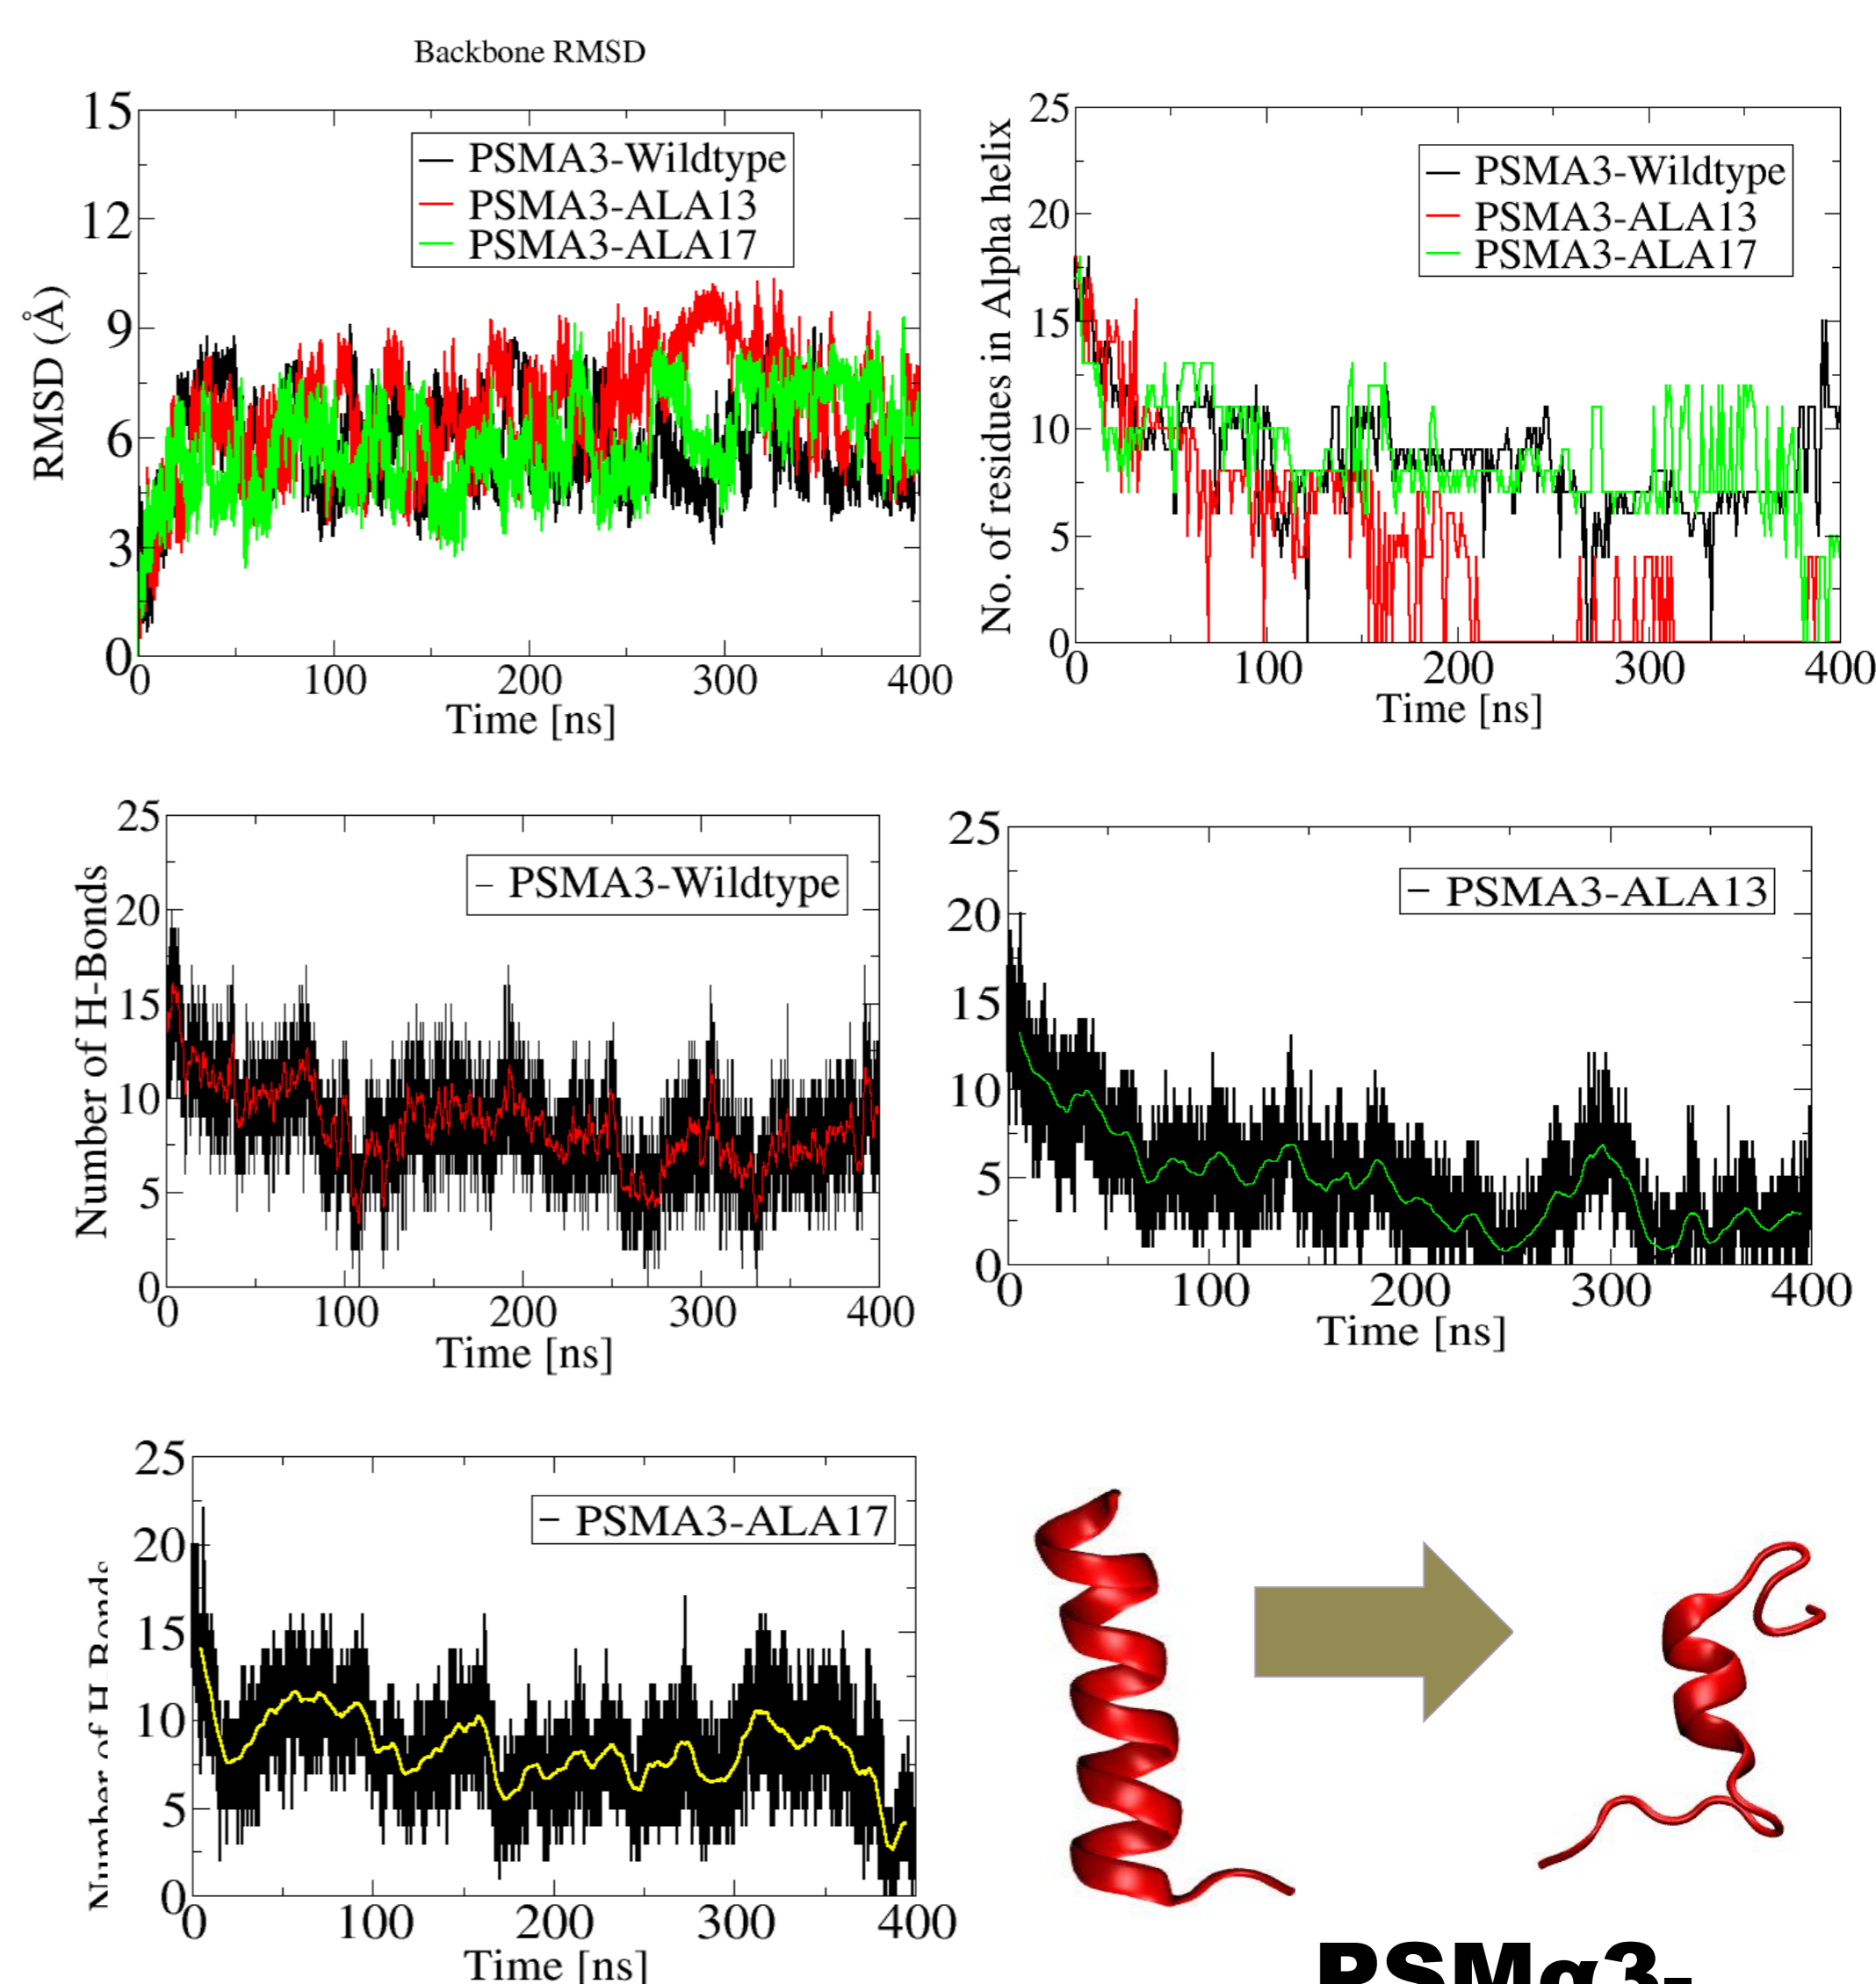 Backbone RMSD
15
12
9
6
3
0
RMSD (Å)
PSMA3-Wildtype
PSMA3-ALA13
PSMA3-ALA17
0 100 200 300 400
Time [ns]
25
20
15
10
5
0
No. of residues in Alpha helix
PSMA3-Wildtype
PSMA3-ALA13
PSMA3-ALA17
0 100 200 300 400
Time [ns]
25
20
15
10
5
0
Number of H-Bonds
PSMA3-Wildtype
0 100 200 300 400
Time [ns]
25
20
15
10
5
0
PSMA3-ALA13
0 100 200 300 400
Time [ns]
25
20
15
10
5
0
Number of H-Bonds
PSMA3-ALA17
0 100 200 300 400
Time [ns]
PSMα3-